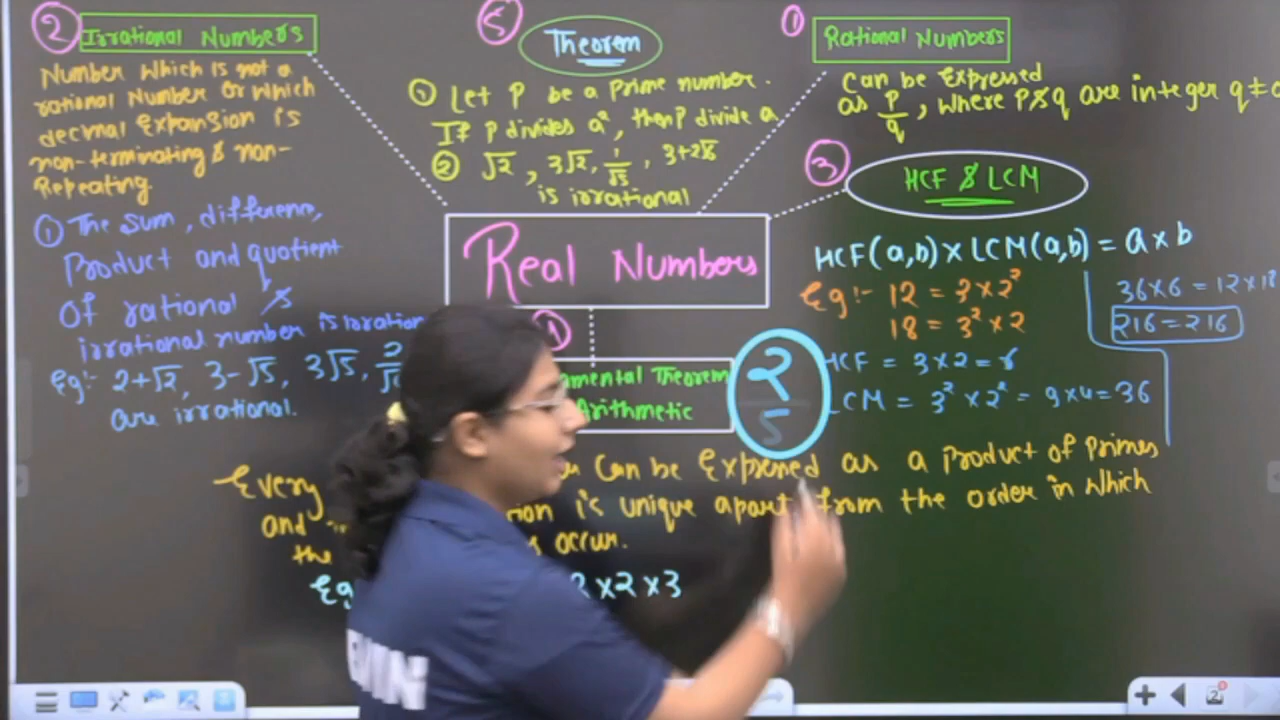 ② Irrational Numbers
Number Which is not a
rational Number Or Which
decimal Expansion is
non-terminating & non-
Repeating.
① The sum, difference,
Product and quotient
Of rational &
irrational number is irration
Eg:- 2+√2, 3-√5, 3√5, 2
are irrational.
⑤ Theorem
① Let P be a Prime number.
If P divides a², then P divide a
② √2, 3√2, 1/√5, 3+2√5
is irrational
① Rational Numbers
Can be Expressed
as P/q, Where P & q are integer q ≠ 0
③ HCF & LCM
HCF(a,b) × LCM(a,b) = a × b
Eg:- 12 = 3×2²
18 = 3²×2
HCF = 3×2 = 6
LCM = 3²×2² = 9×4 = 36
36×6 = 12×18
216 = 216
Real Numbers
mental Theorem
Arithmetic
2
5
Every can be Expressed as a Product of Primes
and is unique apart from the order in Which
the occur.
Eg ×2×3